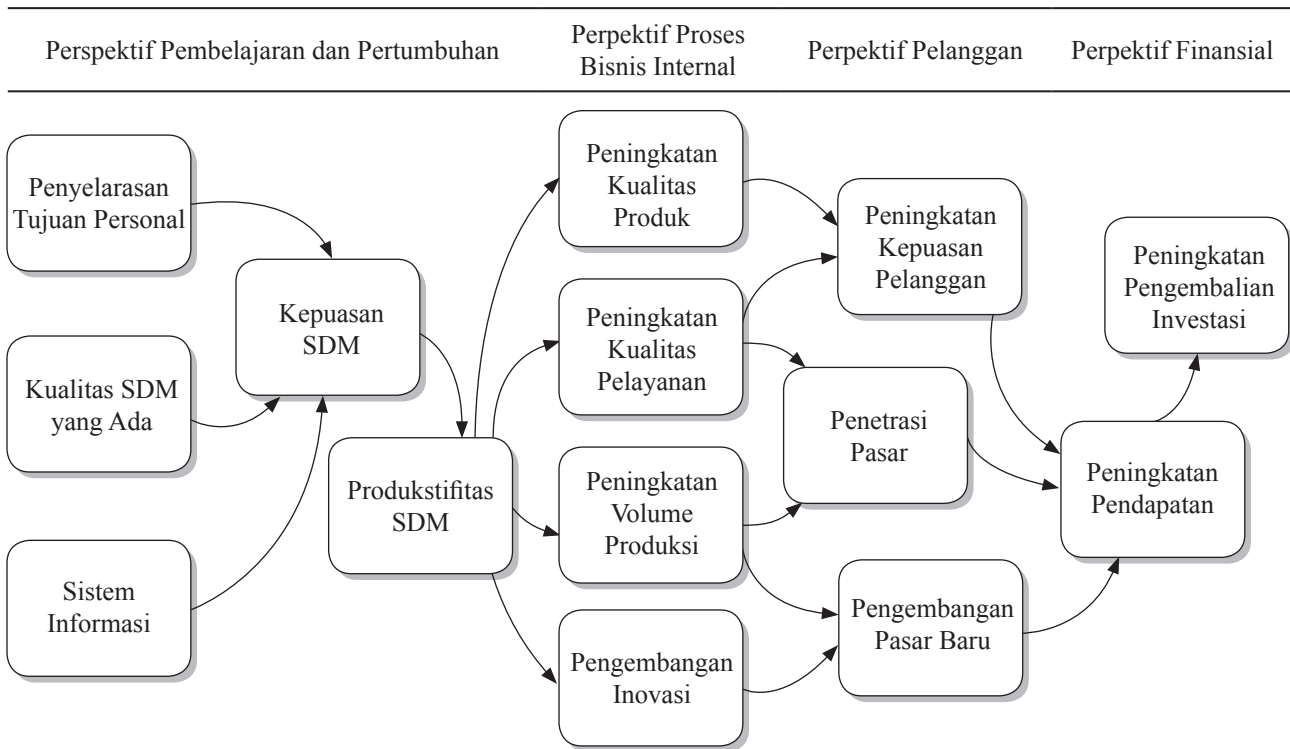 Perspektif Pembelajaran dan Pertumbuhan
Perpektif Proses
Bisnis Internal
Perpektif Pelanggan
Perpektif Finansial
Penyelarasan
Tujuan Personal
Kualitas SDM
yang Ada
Sistem
Informasi
Kepuasan
SDM
Produkstifitas
SDM
Peningkatan
Kualitas
Produk
Peningkatan
Kualitas
Pelayanan
Peningkatan
Volume
Produksi
Pengembangan
Inovasi
Peningkatan
Kepuasan
Pelanggan
Penetrasi
Pasar
Pengembangan
Pasar Baru
Peningkatan
Pengembalian
Investasi
Peningkatan
Pendapatan